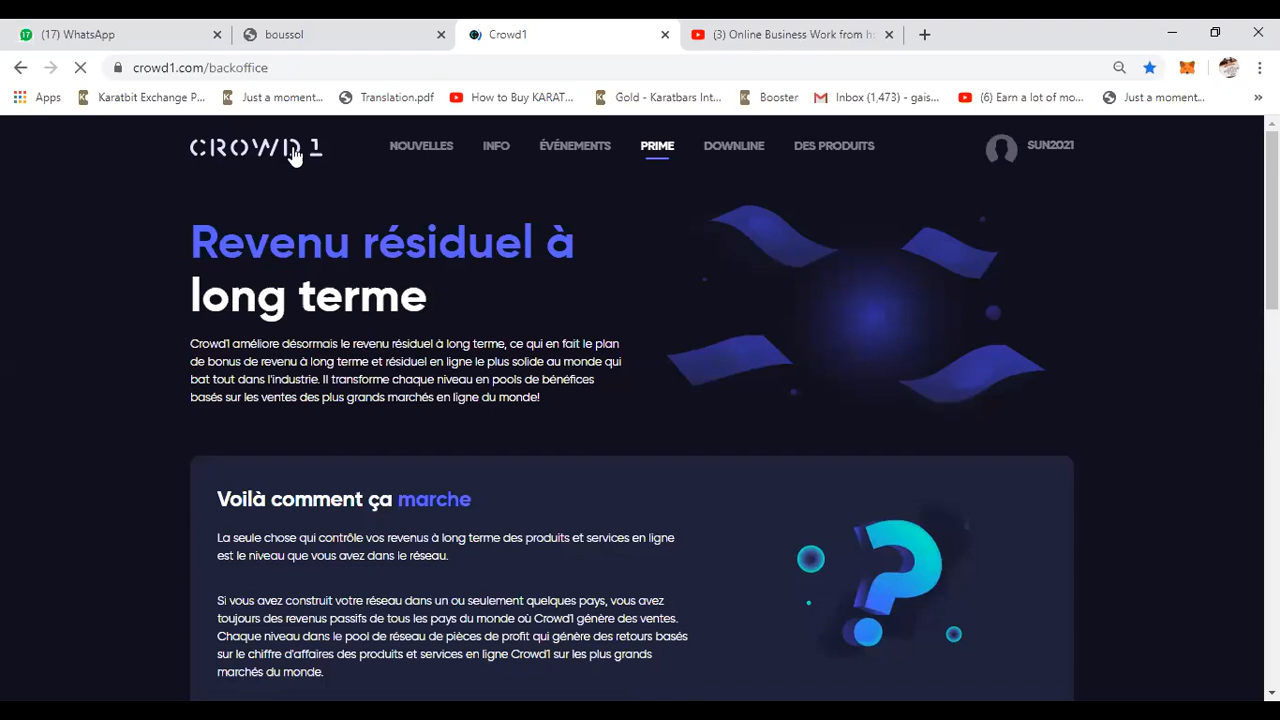 (17) WhatsApp
boussol
Crowd1
(3) Online Business Work from h
crowd1.com/backoffice
Apps
Karatbit Exchange P...
Just a moment...
Translation.pdf
How to Buy KARAT...
Gold - Karatbars Int...
Booster
Inbox (1,473) - gais...
(6) Earn a lot of mo...
Just a moment...
CROWD1
NOUVELLES
INFO
ÉVÉNEMENTS
PRIME
DOWNLINE
DES PRODUITS
SUN2021
Revenu résiduel à
long terme
Crowd1 améliore désormais le revenu résiduel à long terme, ce qui en fait le plan
de bonus de revenu à long terme et résiduel en ligne le plus solide au monde qui
bat tout dans l'industrie. Il transforme chaque niveau en pools de bénéfices
basés sur les ventes des plus grands marchés en ligne du monde!
Voilà comment ça marche
La seule chose qui contrôle vos revenus à long terme des produits et services en ligne
est le niveau que vous avez dans le réseau.
Si vous avez construit votre réseau dans un ou seulement quelques pays, vous avez
toujours des revenus passifs de tous les pays du monde où Crowd1 génère des ventes.
Chaque niveau dans le pool de réseau de pièces de profit qui génère des retours basés
sur le chiffre d'affaires des produits et services en ligne Crowd1 sur les plus grands
marchés du monde.